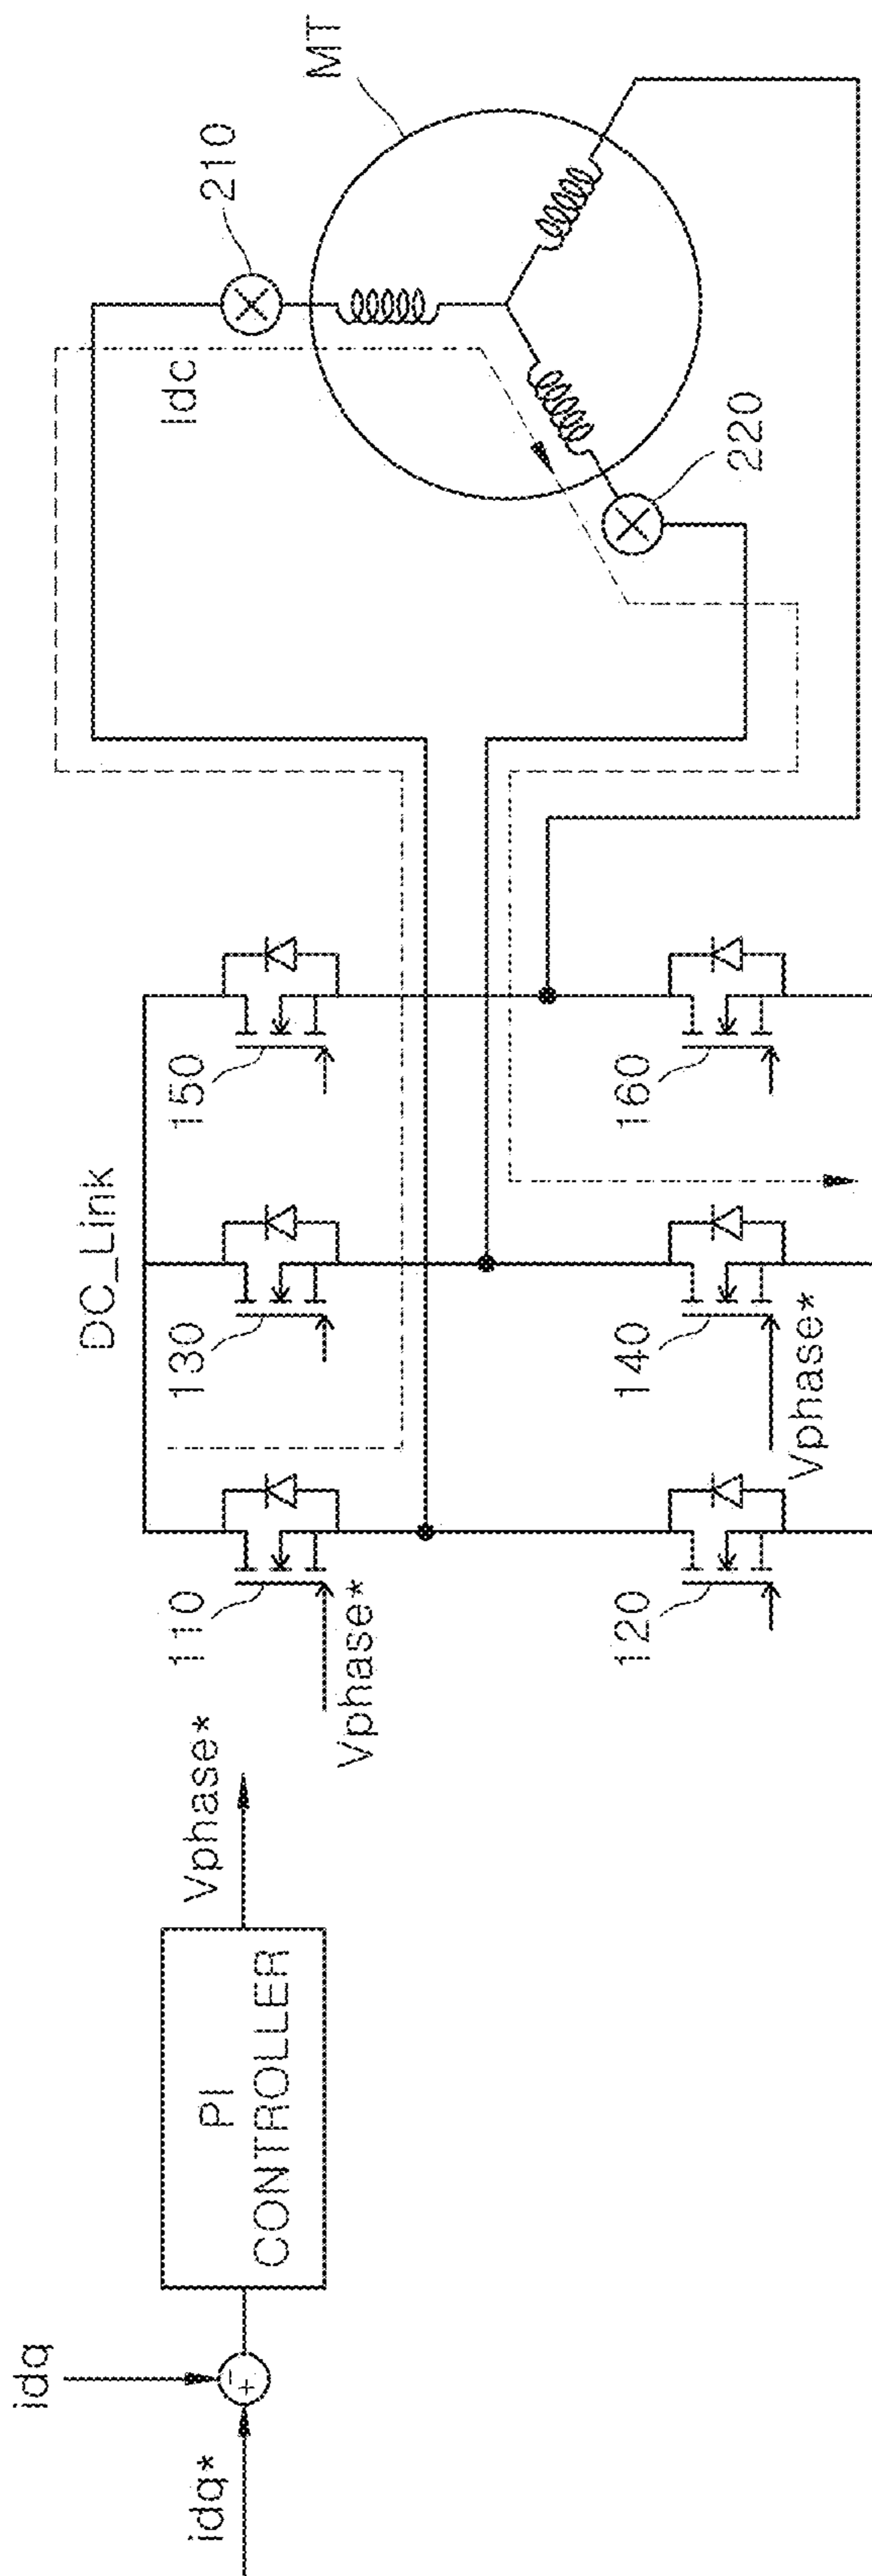 idq
idq*
+
-
PI
CONTROLLER
Vphase*
DC_Link
110
130
150
Vphase*
120
140
160
Vphase*
Idc
210
MT
220